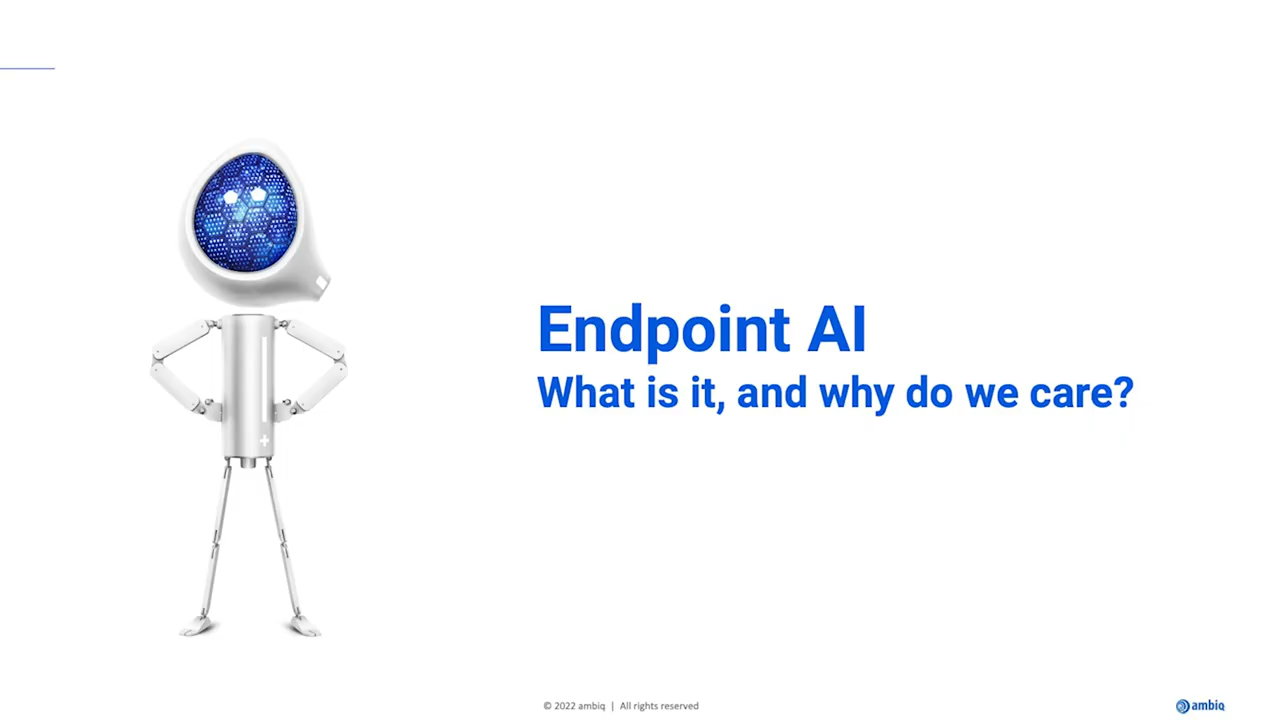 Endpoint AI
What is it, and why do we care?
© 2022 ambiq | All rights reserved
ambiq